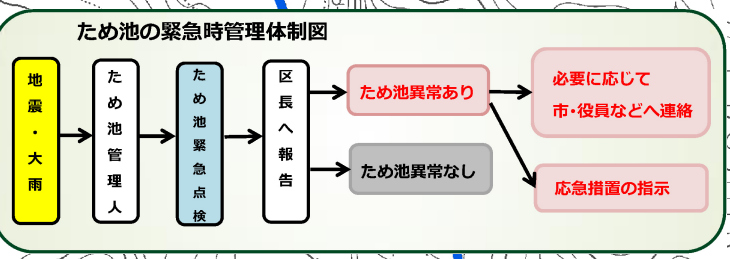 ため池の緊急時管理体制図
地震・大雨
ため池管理人
ため池緊急点検
区長へ報告
ため池異常あり
ため池異常なし
必要に応じて
市・役員などへ連絡
応急措置の指示